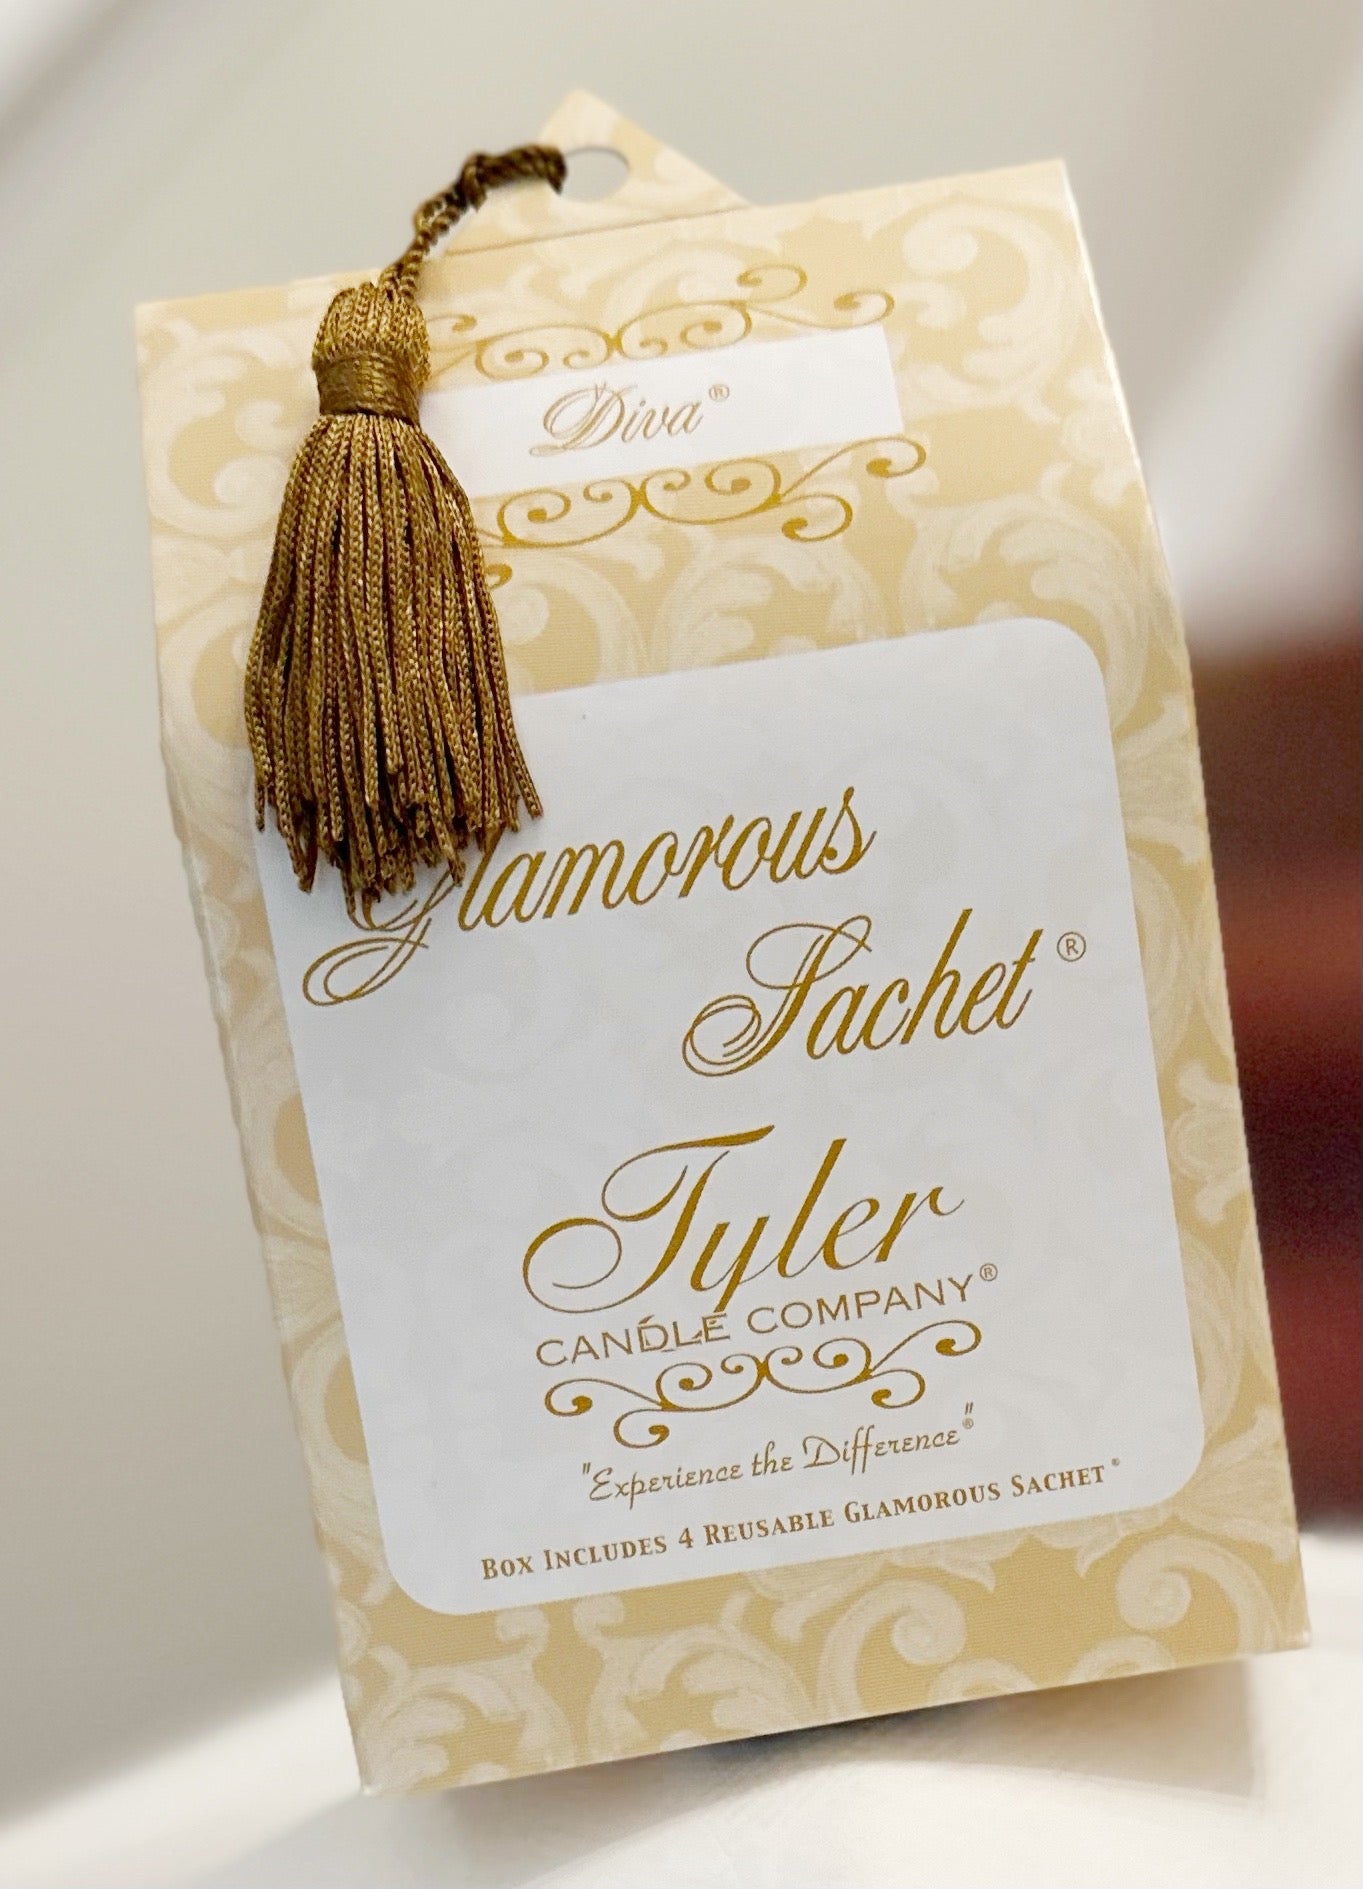 Diva®
Glamorous
Sachet®
Tyler
CANDLE COMPANY®
"Experience the Difference"®
BOX INCLUDES 4 REUSABLE GLAMOROUS SACHET®